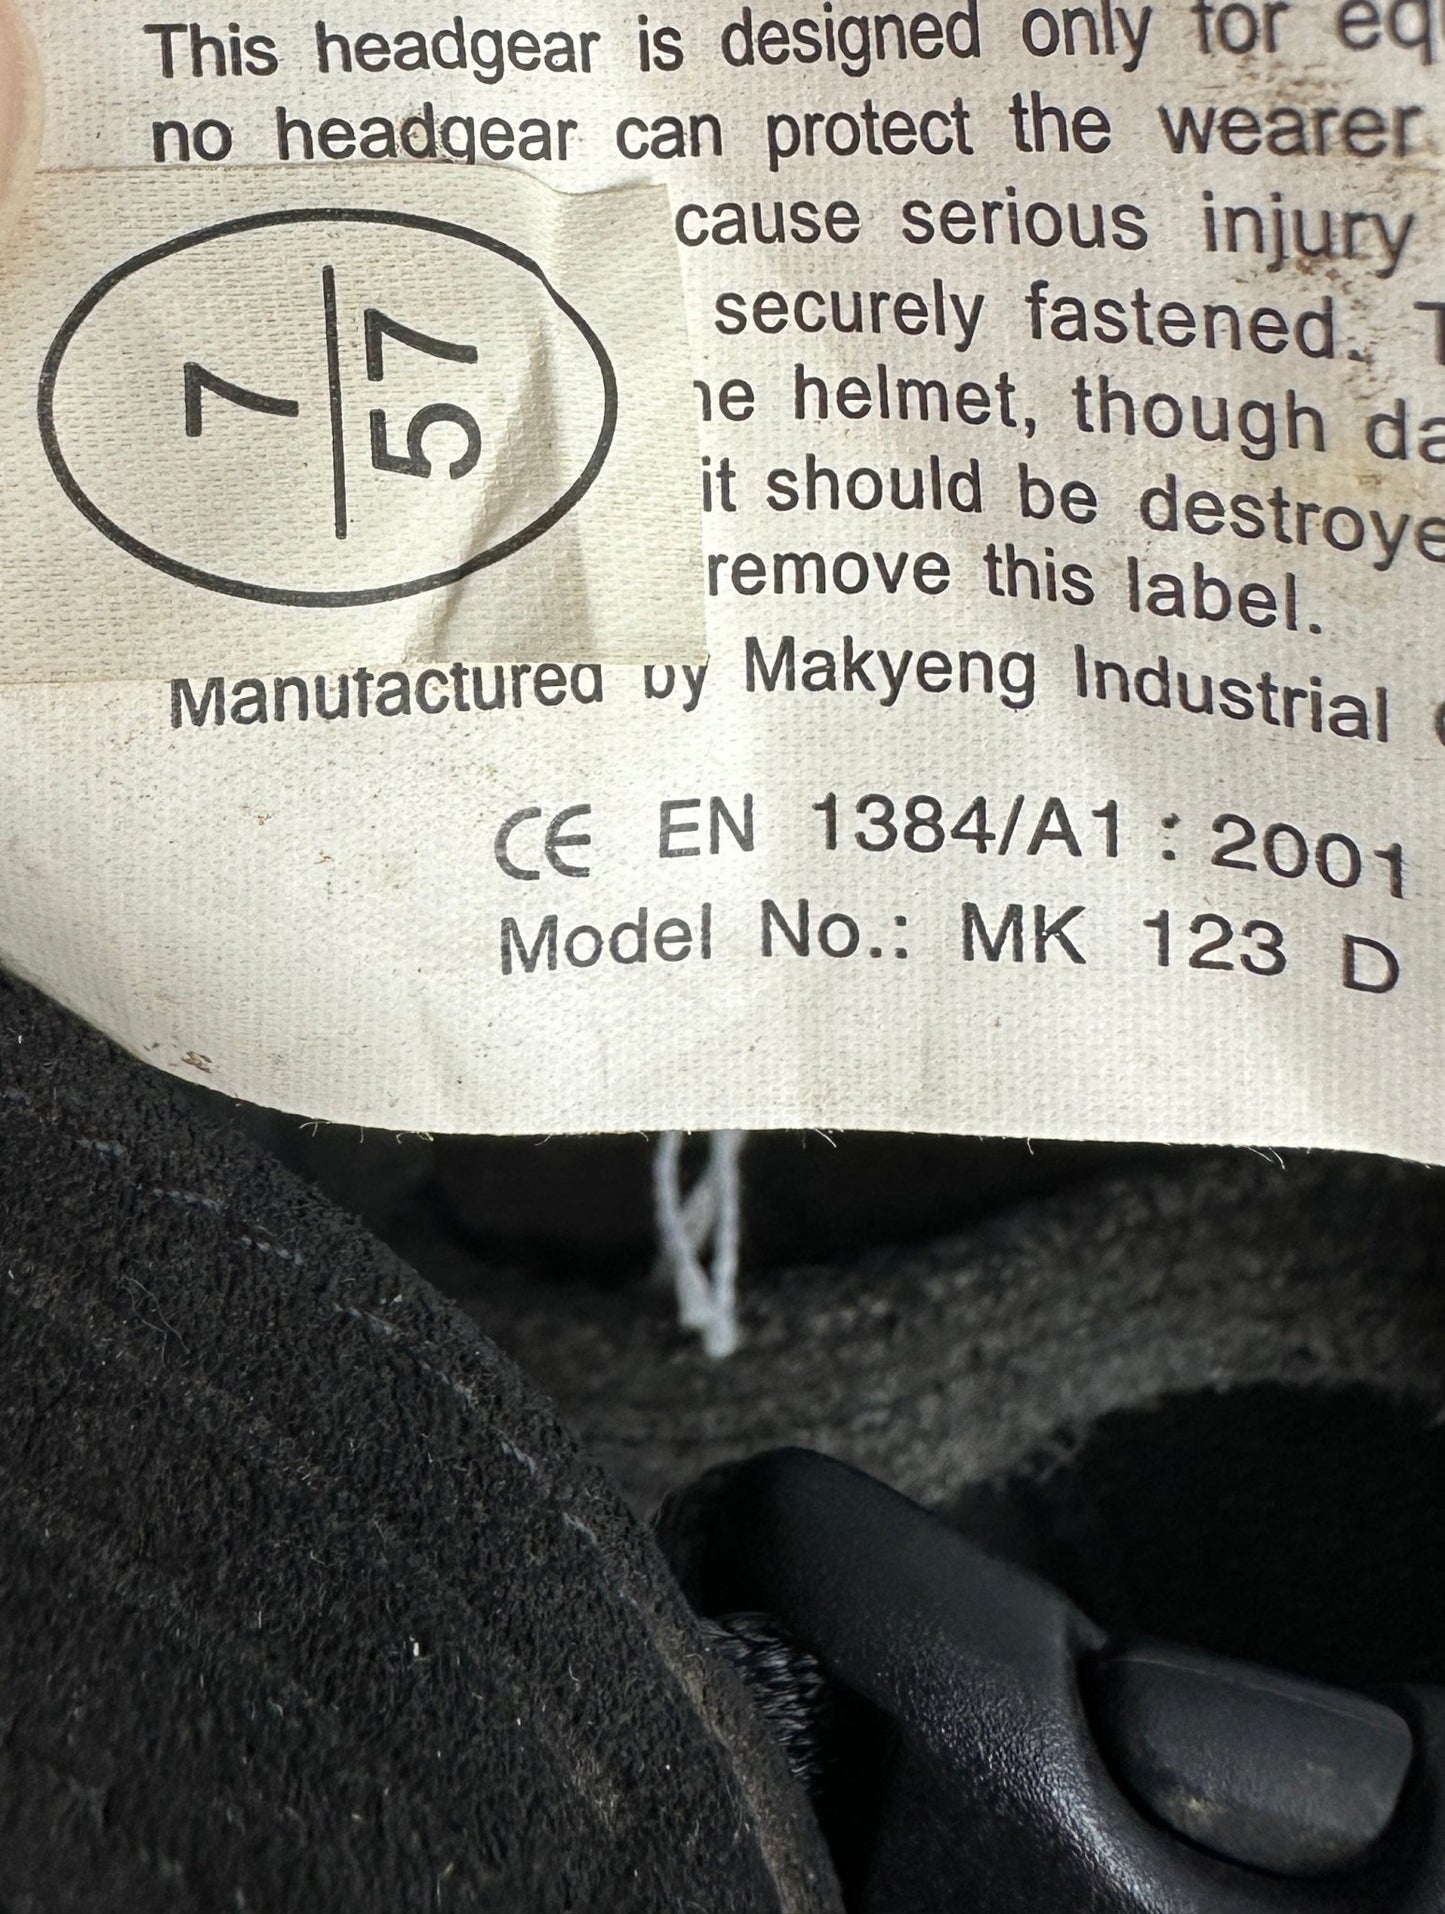 This headgear is designed only for eq
no headgear can protect the wearer
cause serious injury
securely fastened.
he helmet, though da
it should be destroye
remove this label.
7
57
Manufactured by Makyeng Industrial
CE EN 1384/A1 : 2001
Model No.: MK 123 D